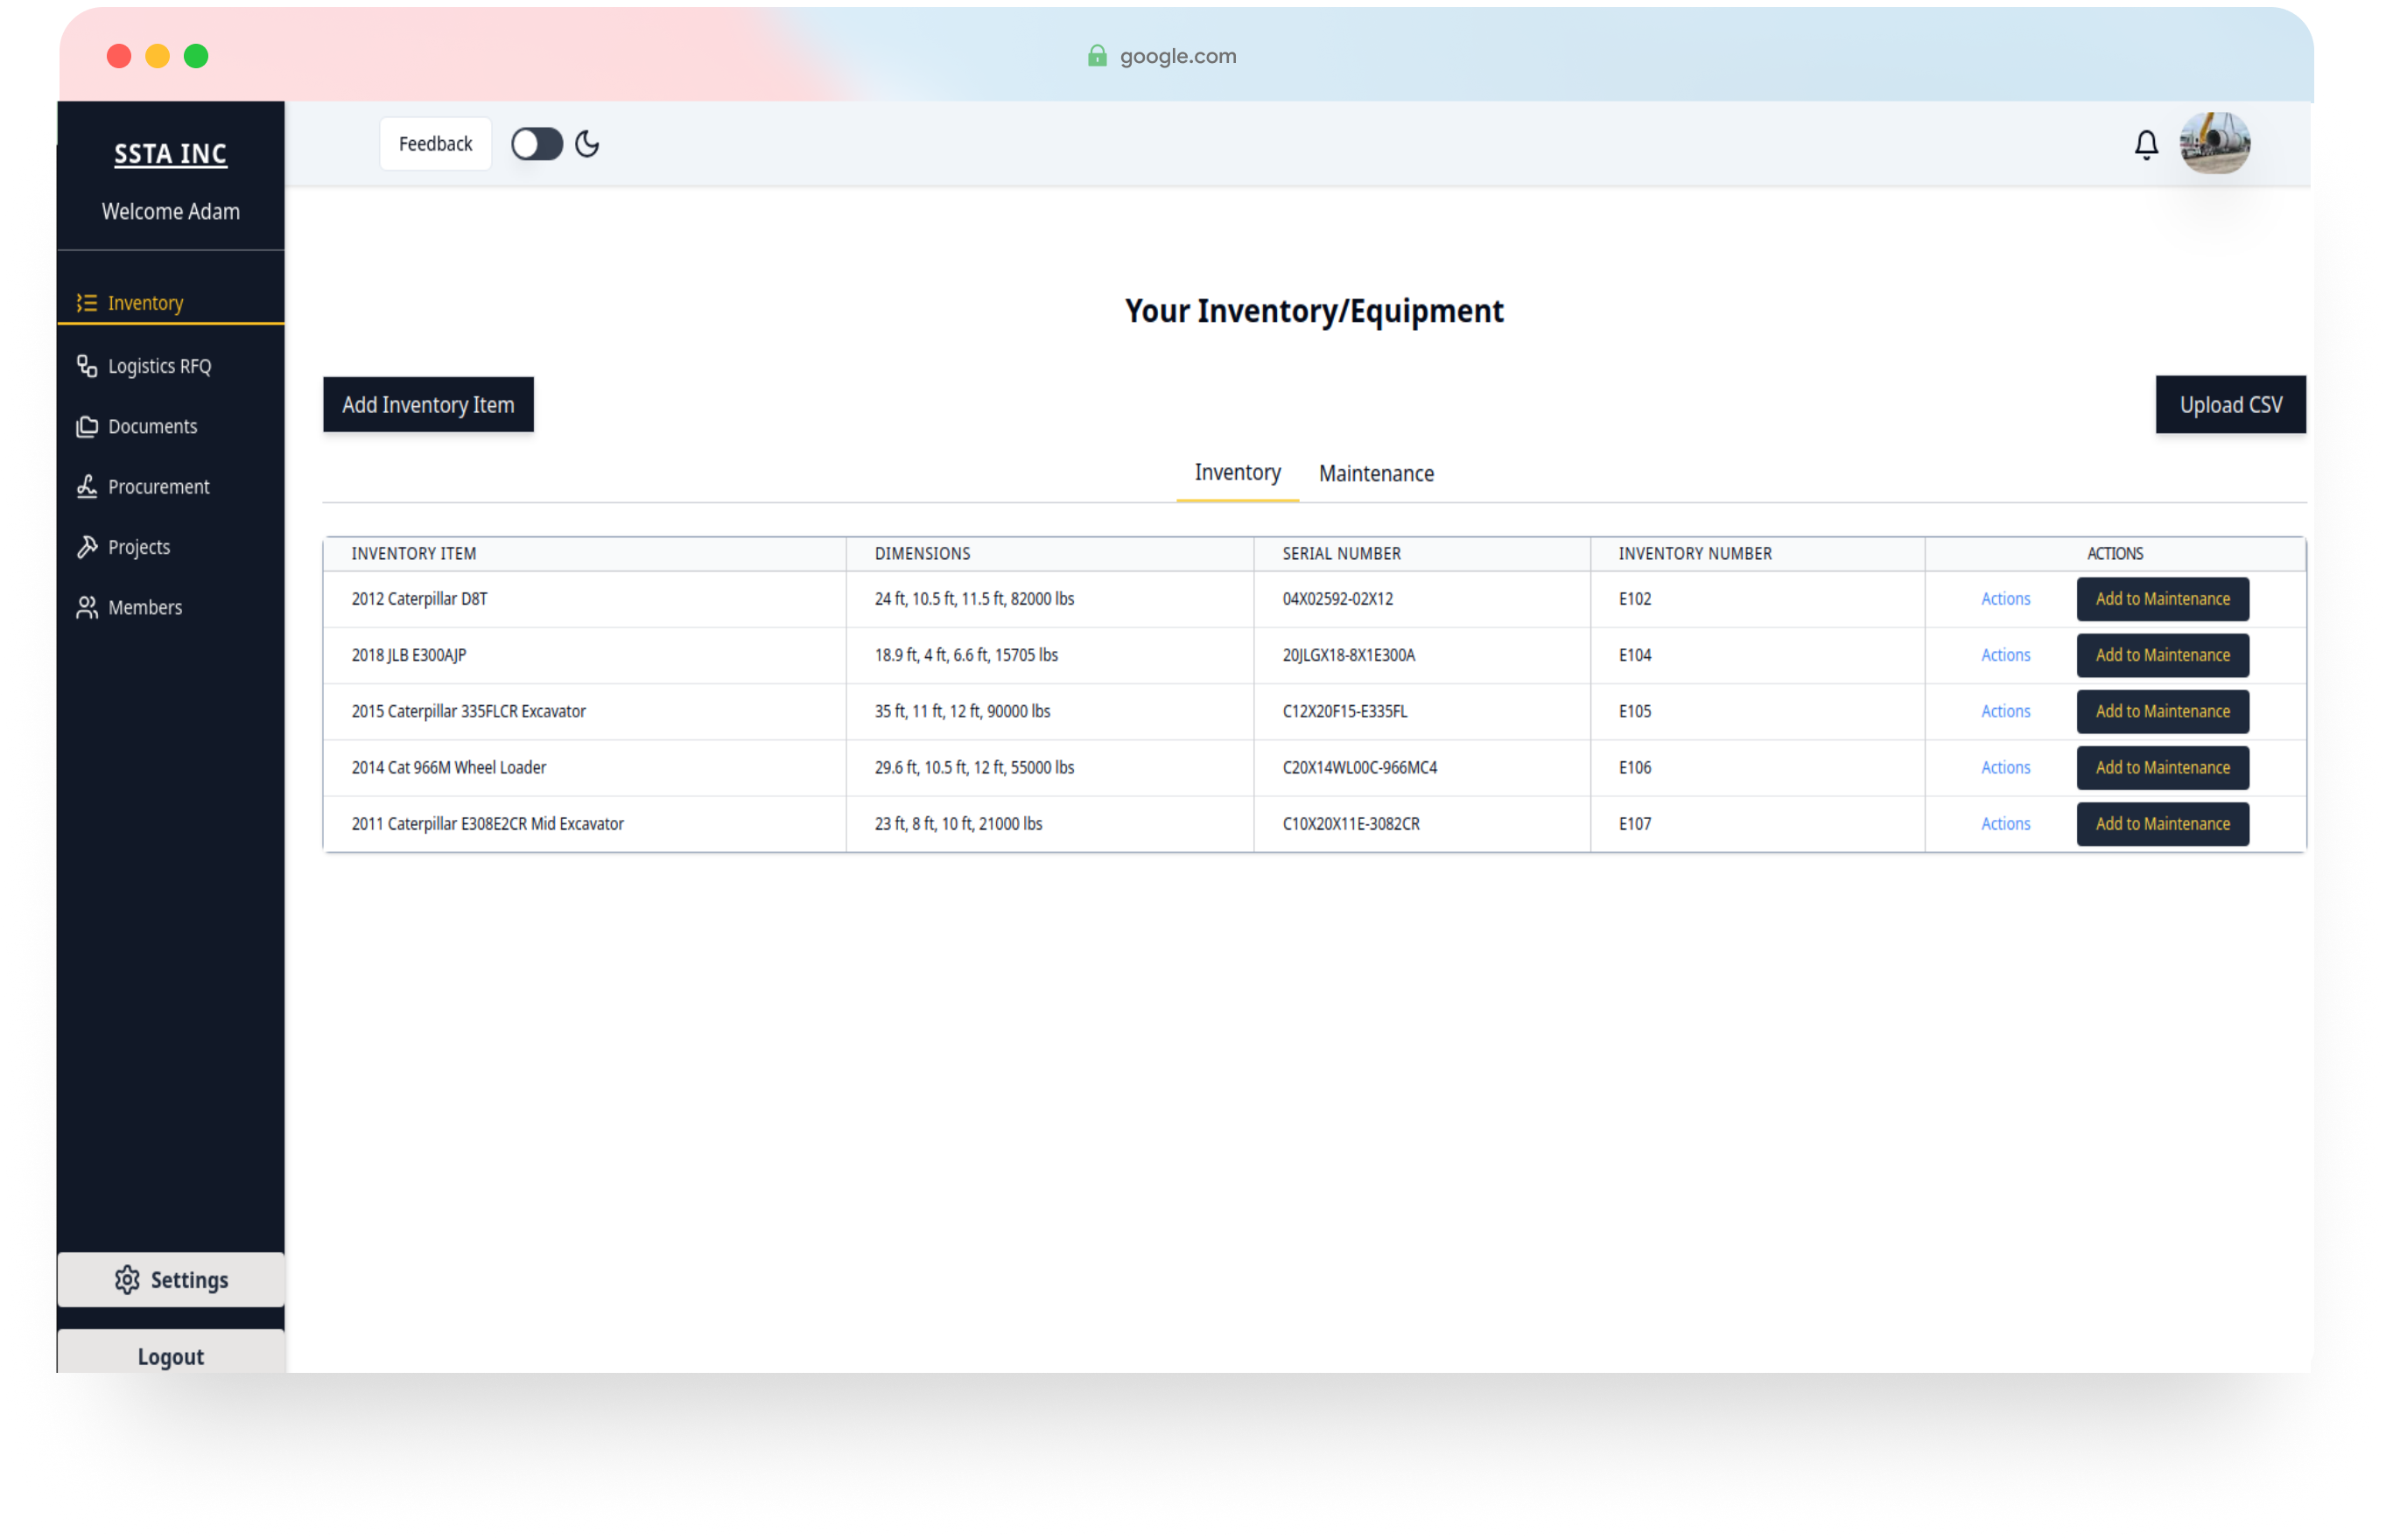 google.com
SSTA INC
Welcome Adam
Feedback
Inventory
Logistics RFQ
Documents
Procurement
Projects
Members
Settings
Logout
Your Inventory/Equipment
Add Inventory Item
Upload CSV
Inventory Maintenance
INVENTORY ITEM DIMENSIONS SERIAL NUMBER INVENTORY NUMBER ACTIONS
2012 Caterpillar D8T 24 ft, 10.5 ft, 11.5 ft, 82000 lbs 04X02592-02X12 E102 Actions Add to Maintenance
2018 JLB E300AJP 18.9 ft, 4 ft, 6.6 ft, 15705 lbs 20JLGX18-8X1E300A E104 Actions Add to Maintenance
2015 Caterpillar 335FLCR Excavator 35 ft, 11 ft, 12 ft, 90000 lbs C12X20F15-E335FL E105 Actions Add to Maintenance
2014 Cat 966M Wheel Loader 29.6 ft, 10.5 ft, 12 ft, 55000 lbs C20X14WL00C-966MC4 E106 Actions Add to Maintenance
2011 Caterpillar E308E2CR Mid Excavator 23 ft, 8 ft, 10 ft, 21000 lbs C10X20X11E-3082CR E107 Actions Add to Maintenance